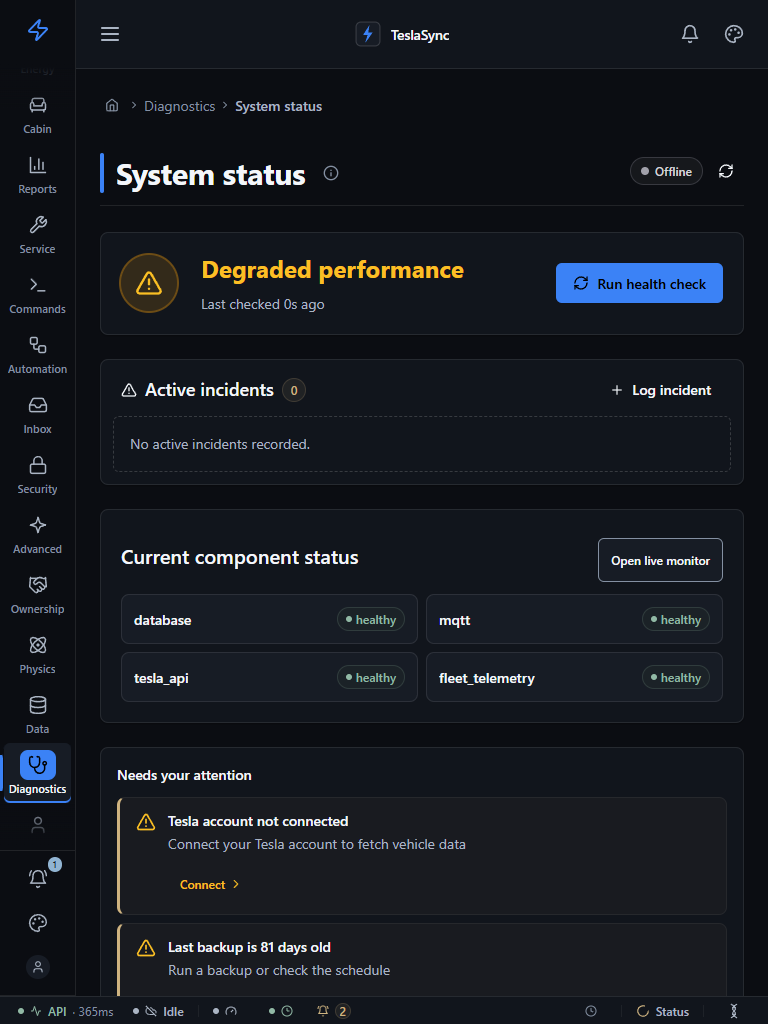 TeslaSync
Energy
Cabin
Reports
Service
Commands
Automation
Inbox
Security
Advanced
Ownership
Physics
Data
Diagnostics
1
Diagnostics System status
System status
Offline
Degraded performance
Last checked 0s ago
Run health check
Active incidents 0
Log incident
No active incidents recorded.
Current component status
Open live monitor
database healthy
mqtt healthy
tesla_api healthy
fleet_telemetry healthy
Needs your attention
Tesla account not connected
Connect your Tesla account to fetch vehicle data
Connect
Last backup is 81 days old
Run a backup or check the schedule
API · 365ms Idle 2 Status